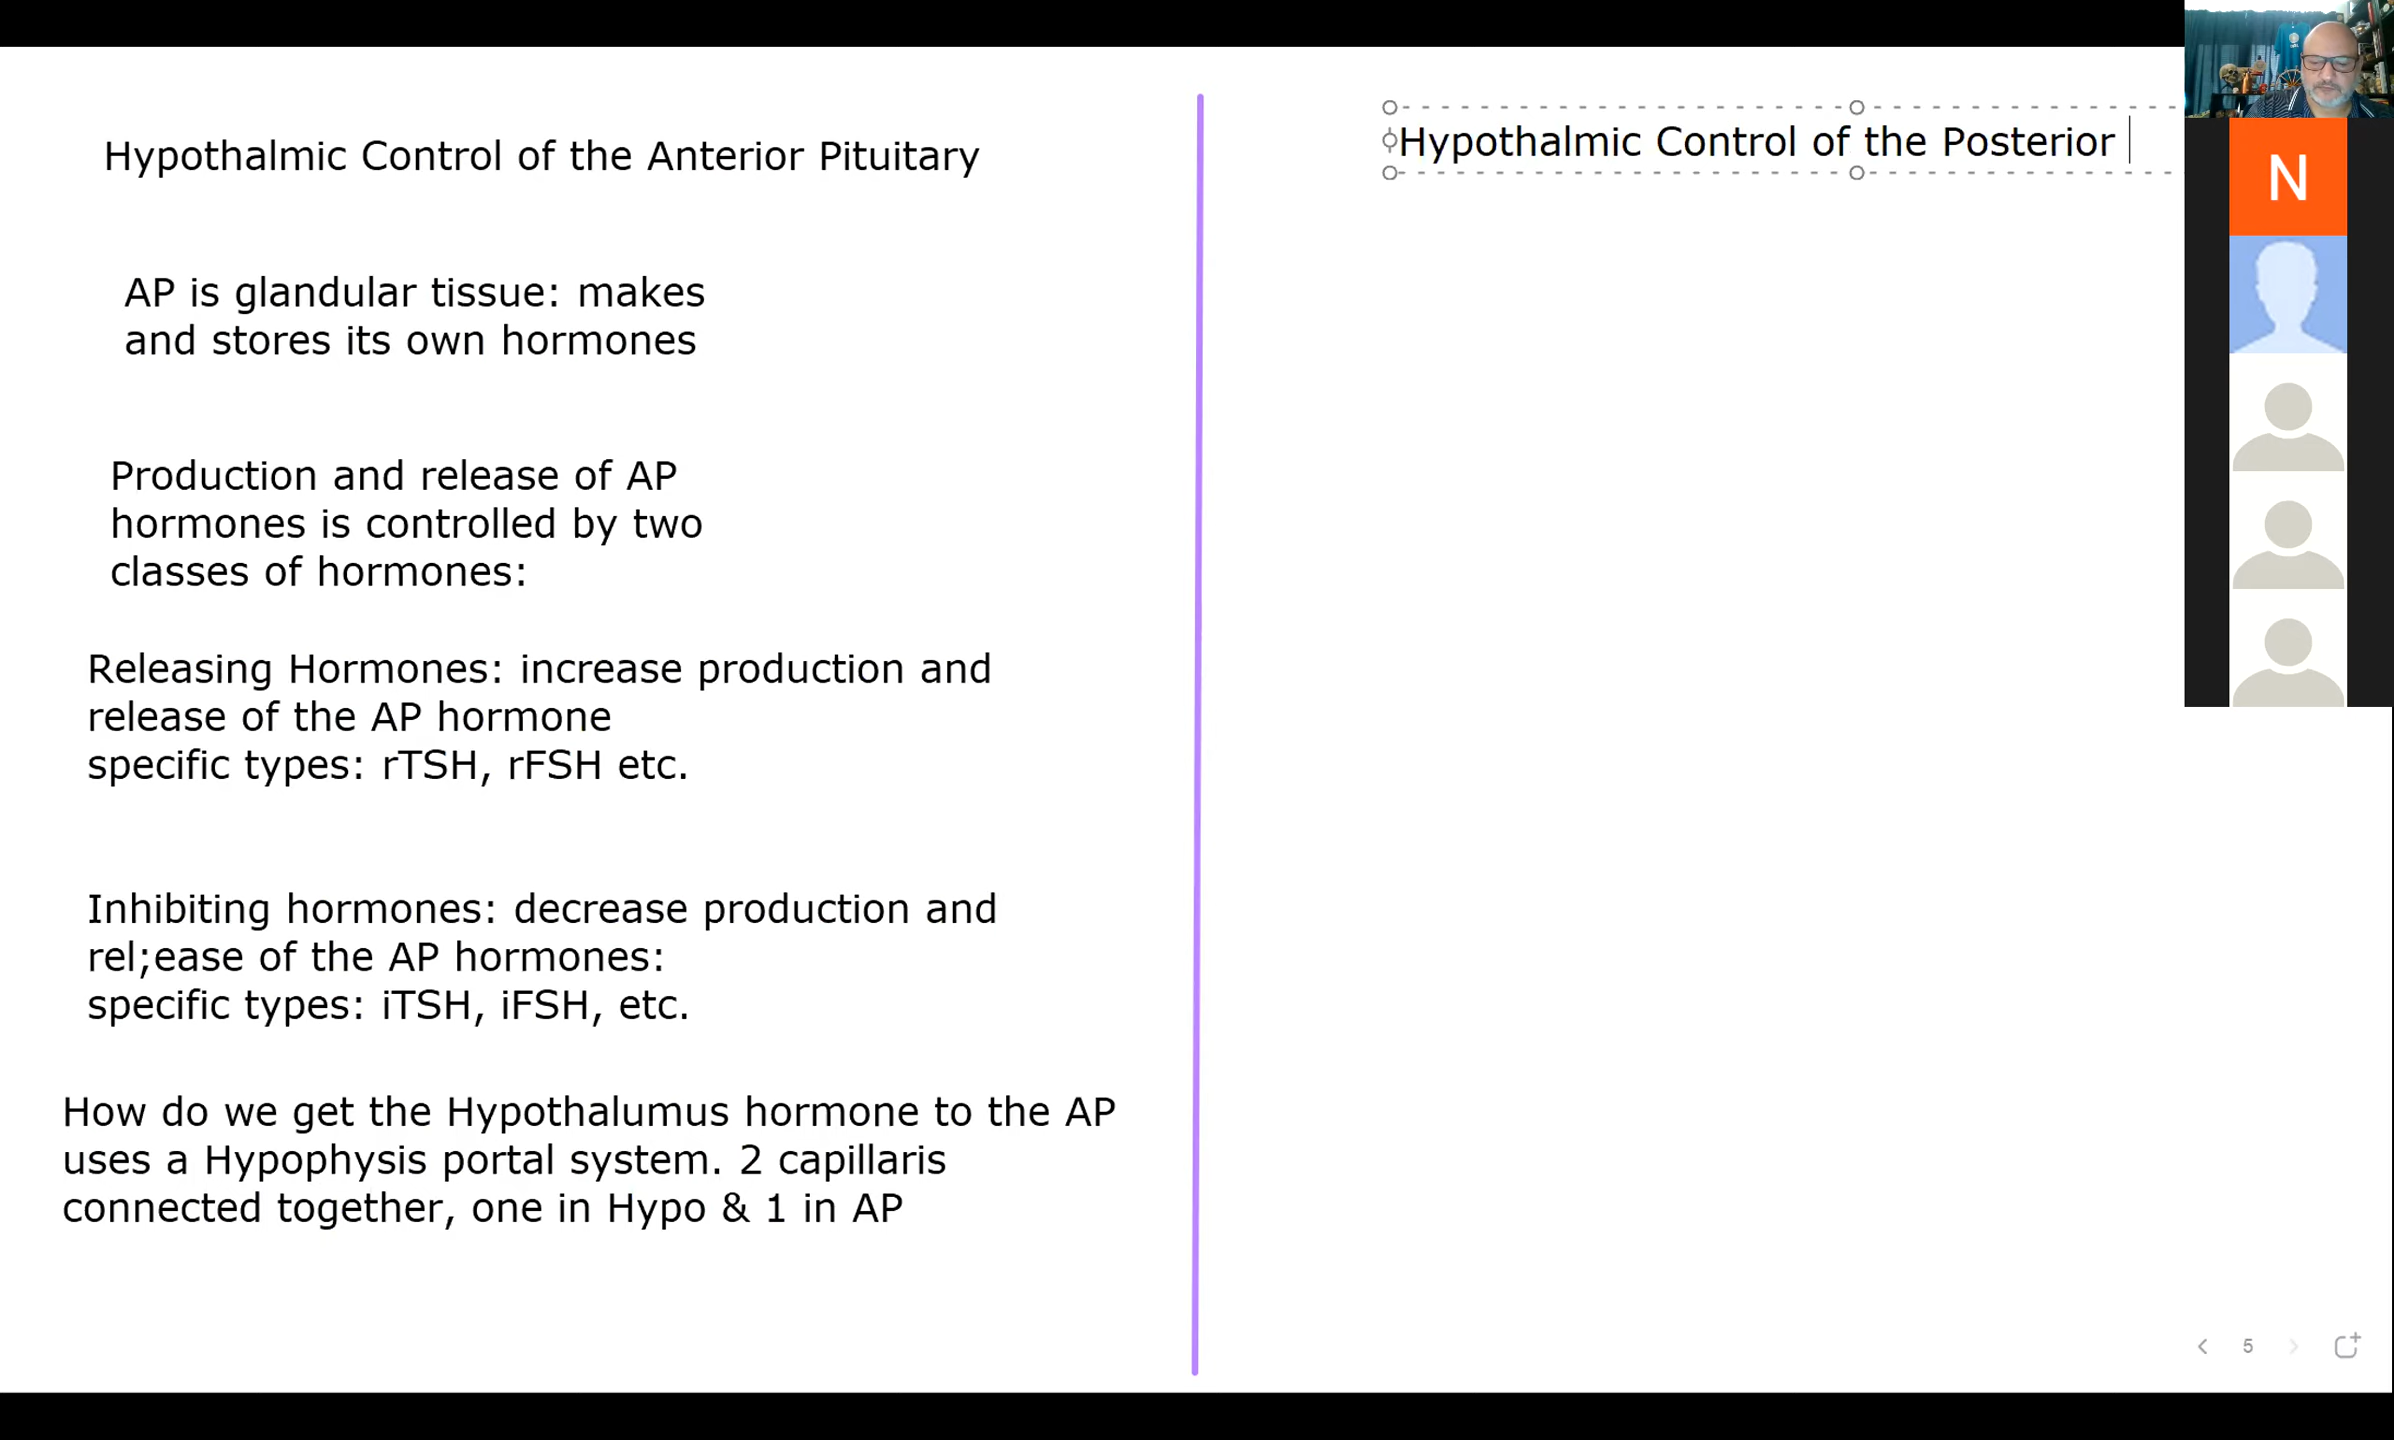 Hypothalmic Control of the Anterior Pituitary
AP is glandular tissue: makes
and stores its own hormones
Production and release of AP
hormones is controlled by two
classes of hormones:
Releasing Hormones: increase production and
release of the AP hormone
specific types: rTSH, rFSH etc.
Inhibiting hormones: decrease production and
rel;ease of the AP hormones:
specific types: iTSH, iFSH, etc.
How do we get the Hypothalumus hormone to the AP
uses a Hypophysis portal system. 2 capillaris
connected together, one in Hypo & 1 in AP
Hypothalmic Control of the Posterior
N
5